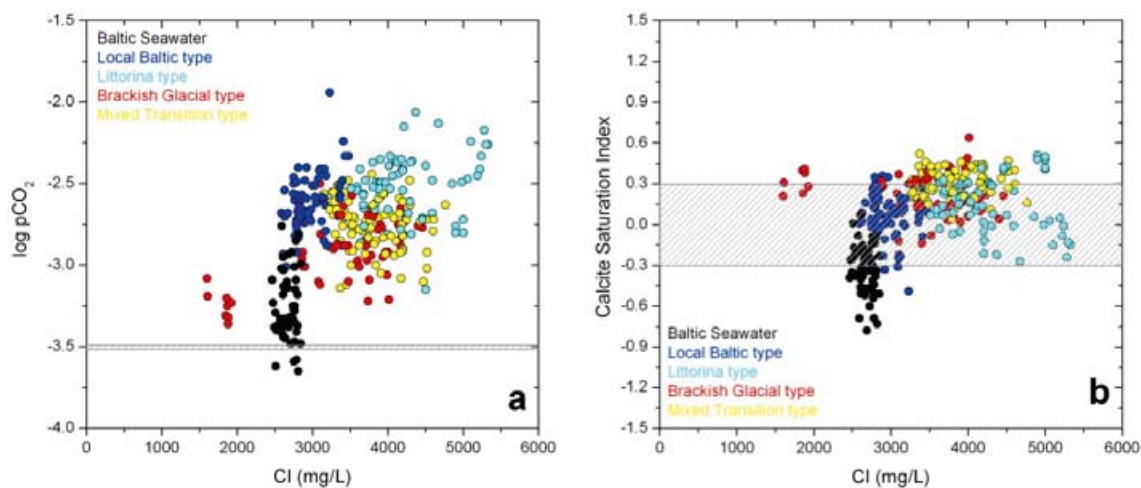 -1.5
-2.0
-2.5
-3.0
-3.5
-4.0
log pCO2
Baltic Seawater
Local Baltic type
Littorina type
Brackish Glacial type
Mixed Transition type
a
0 1000 2000 3000 4000 5000 6000
Cl (mg/L)
1.5
1.2
0.9
0.6
0.3
0.0
-0.3
-0.6
-0.9
-1.2
-1.5
Calcite Saturation Index
Baltic Seawater
Local Baltic type
Littorina type
Brackish Glacial type
Mixed Transition type
b
0 1000 2000 3000 4000 5000 6000
Cl (mg/L)